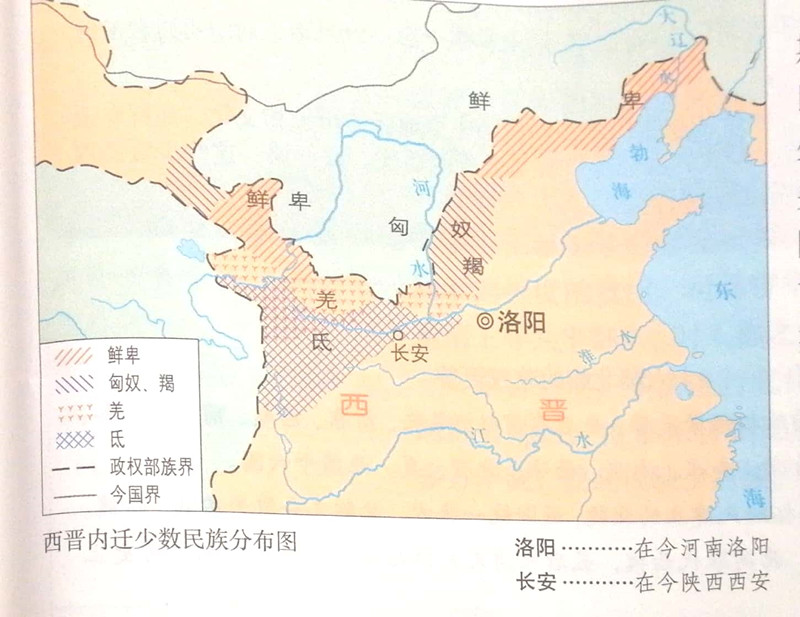 大辽水
鲜卑
勃海
鲜卑
河水
匈奴
羯
羌
氐
长安
洛阳
东海
淮水
西晋
江水
鲜卑
匈奴、羯
羌
氐
政权部族界
今国界
西晋内迁少数民族分布图
洛阳…………在今河南洛阳
长安…………在今陕西西安